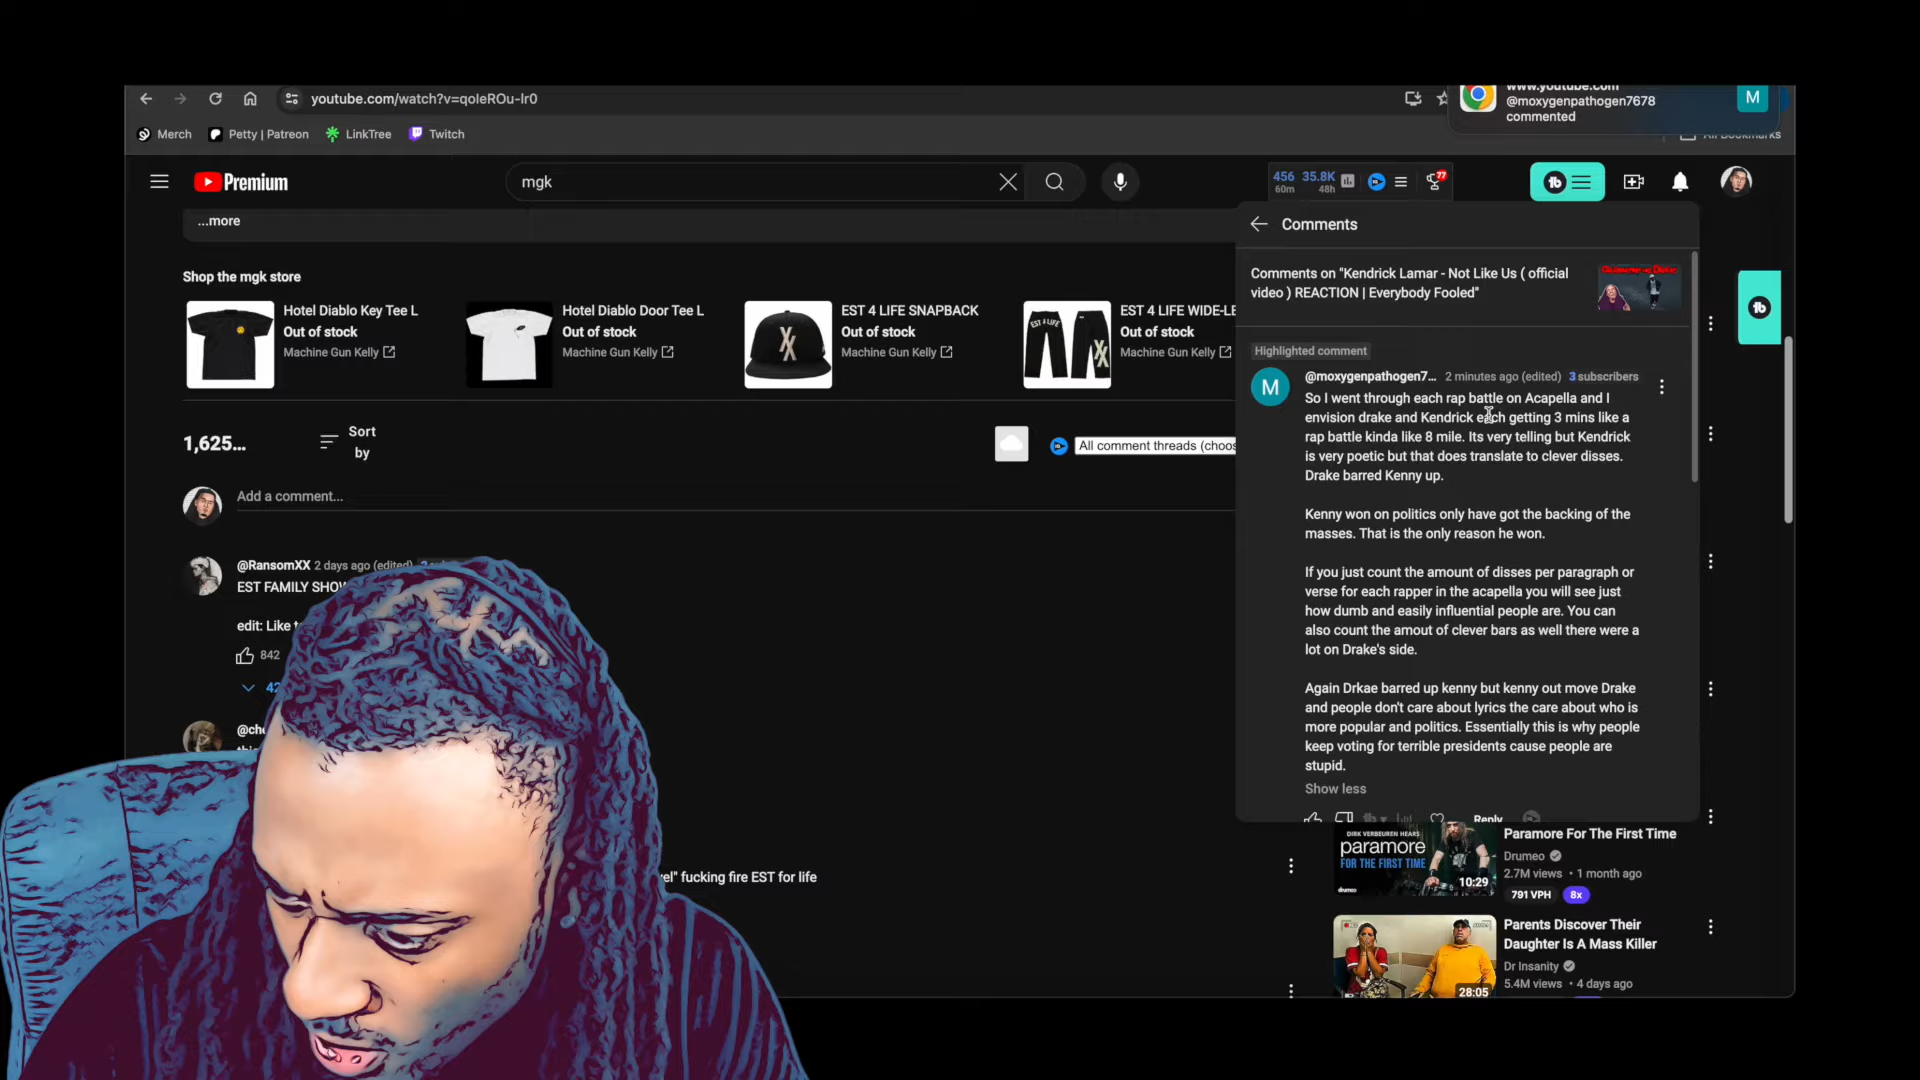 youtube.com/watch?v=qoleROu-lr0
www.youtube.com
@moxygenpathogen7678
commented
M
Merch
Petty | Patreon
LinkTree
Twitch
All Bookmarks
Premium
mgk
456 35.8K
60m 48h
77
...more
Comments
Shop the mgk store
Hotel Diablo Key Tee L
Out of stock
Machine Gun Kelly
Hotel Diablo Door Tee L
Out of stock
Machine Gun Kelly
EST 4 LIFE SNAPBACK
Out of stock
Machine Gun Kelly
EST 4 LIFE WIDE-LE
Out of stock
Machine Gun Kelly
Comments on "Kendrick Lamar - Not Like Us ( official
video ) REACTION | Everybody Fooled"
Highlighted comment
M
@moxygenpathogen7... 2 minutes ago (edited) 3 subscribers
So I went through each rap battle on Acapella and I
envision drake and Kendrick each getting 3 mins like a
rap battle kinda like 8 mile. Its very telling but Kendrick
is very poetic but that does translate to clever disses.
Drake barred Kenny up.
Kenny won on politics only have got the backing of the
masses. That is the only reason he won.
If you just count the amount of disses per paragraph or
verse for each rapper in the acapella you will see just
how dumb and easily influential people are. You can
also count the amout of clever bars as well there were a
lot on Drake's side.
Again Drkae barred up kenny but kenny out move Drake
and people don't care about lyrics the care about who is
more popular and politics. Essentially this is why people
keep voting for terrible presidents cause people are
stupid.
Show less
Reply
1,625...
Sort
by
All comment threads (choos
Add a comment...
@RansomXX 2 days ago (edited)
EST FAMILY SHOW
edit: Like t
842
42
@che
el" fucking fire EST for life
DIRK VERBEUREN HEARS
paramore
FOR THE FIRST TIME
drumeo
10:29
Paramore For The First Time
Drumeo
2.7M views • 1 month ago
791 VPH 8x
28:05
Parents Discover Their
Daughter Is A Mass Killer
Dr Insanity
5.4M views • 4 days ago